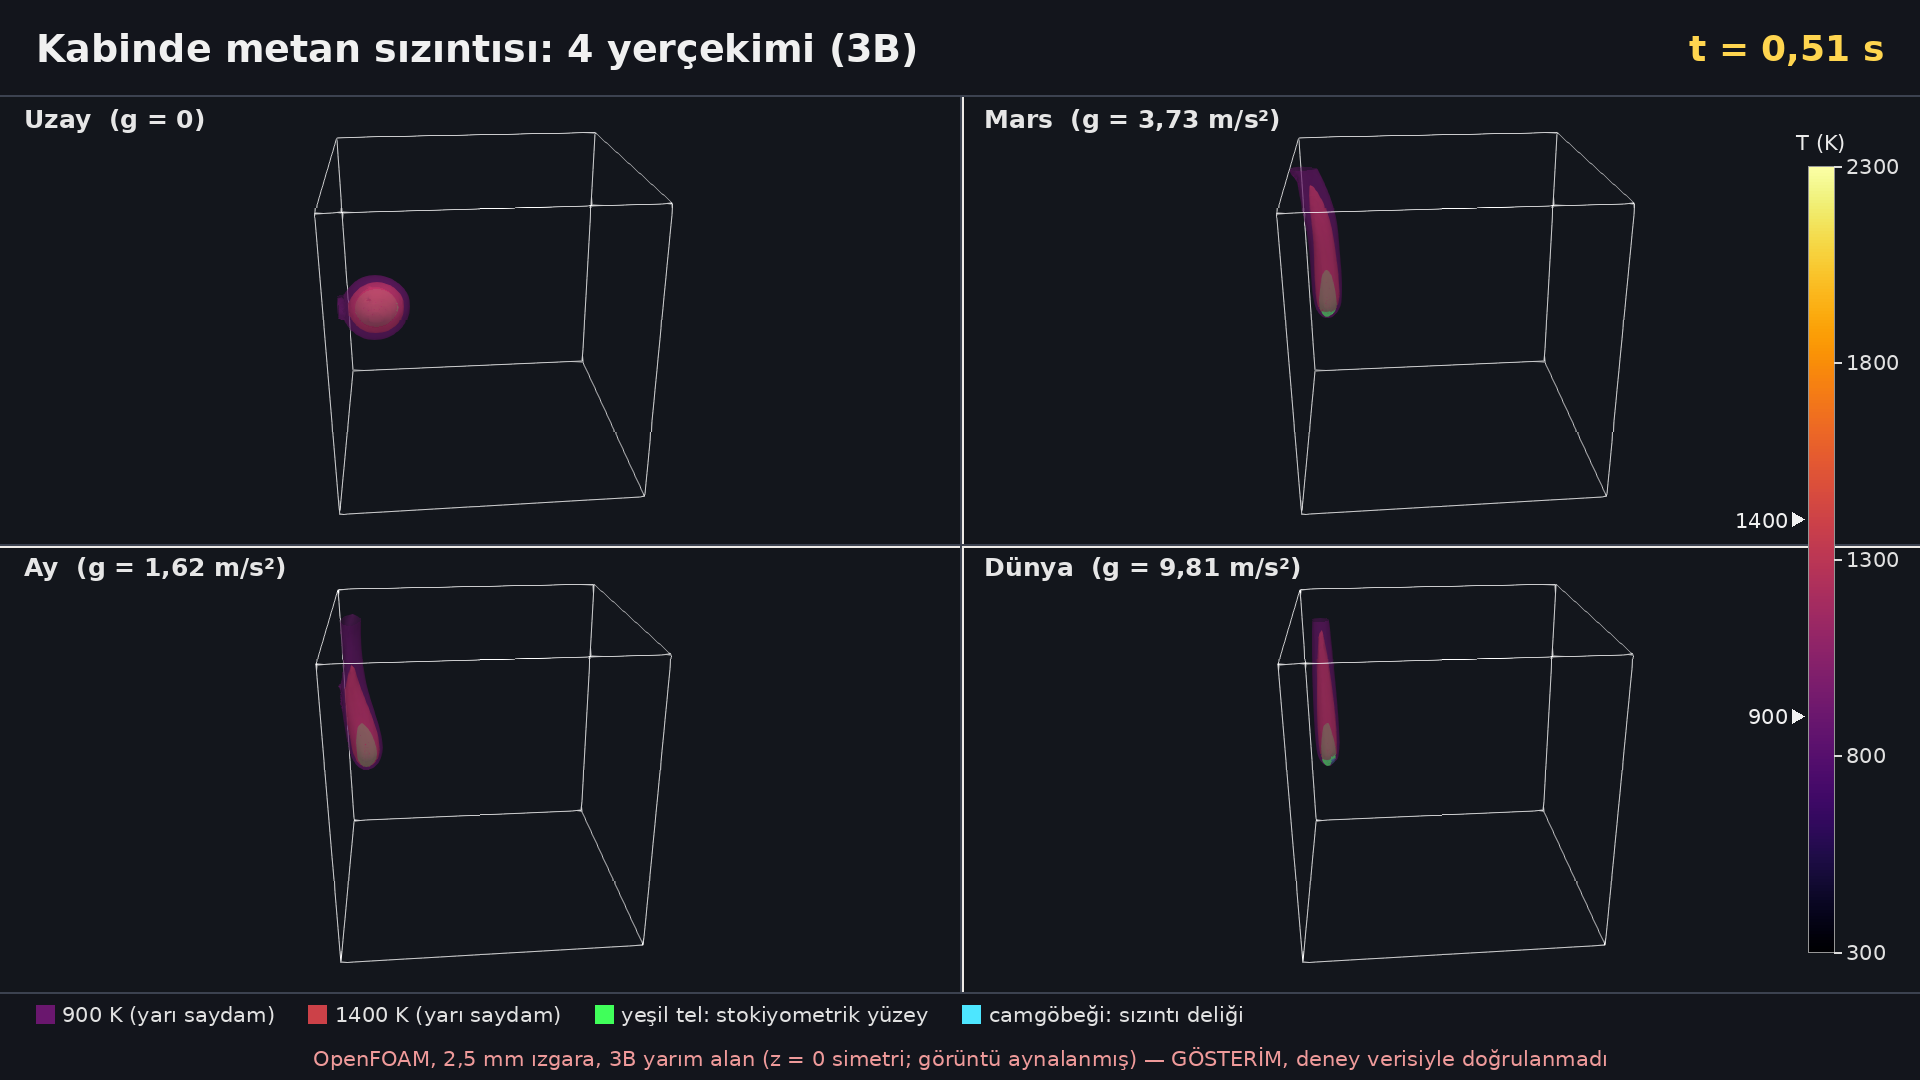 Kabinde metan sızıntısı: 4 yerçekimi (3B)
t = 0,51 s
Uzay (g = 0)
Mars (g = 3,73 m/s²)
T (K)
2300
1800
1400
1300
900
800
300
Ay (g = 1,62 m/s²)
Dünya (g = 9,81 m/s²)
900 K (yarı saydam)
1400 K (yarı saydam)
yeşil tel: stokiyometrik yüzey
camgöbeği: sızıntı deliği
OpenFOAM, 2,5 mm ızgara, 3B yarım alan (z = 0 simetri; görüntü aynalanmış) — GÖSTERİM, deney verisiyle doğrulanmadı